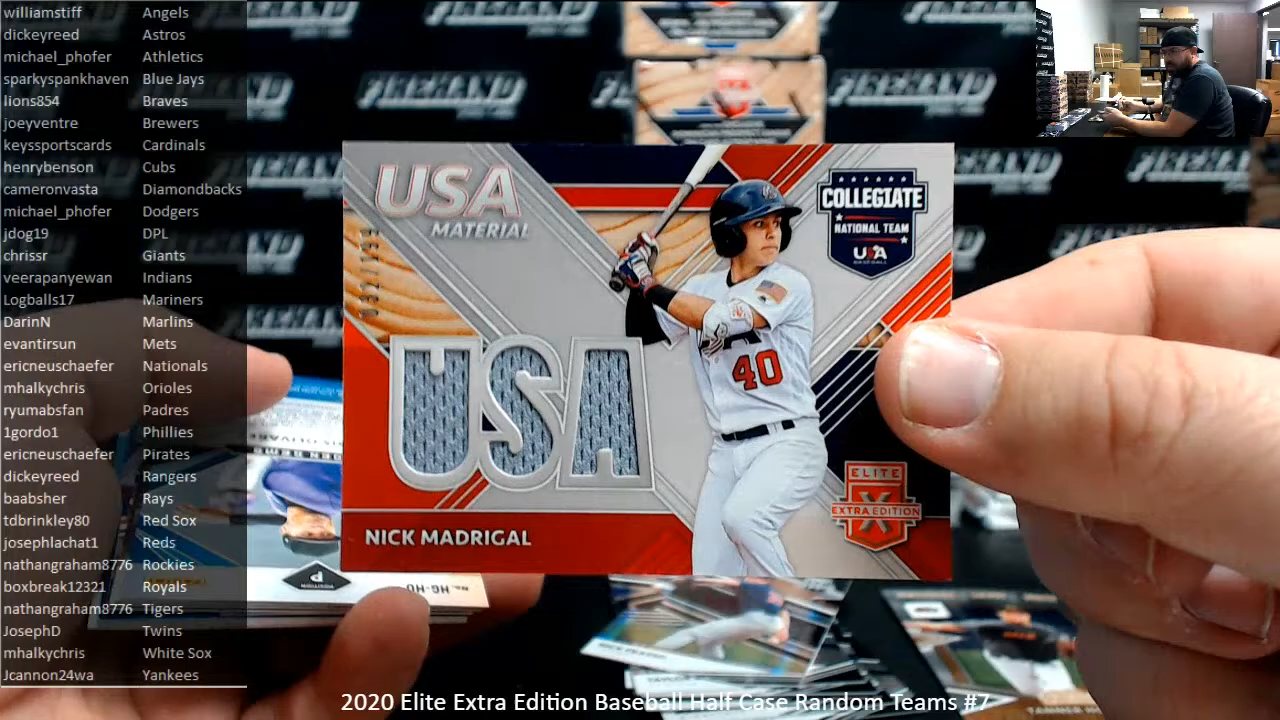 williamstiff Angels
dickeyreed Astros
michael_phofer Athletics
sparkyspankhaven Blue Jays
lions854 Braves
joeyventre Brewers
keyssportscards Cardinals
henrybenson Cubs
cameronvasta Diamondbacks
michael_phofer Dodgers
jdog19 DPL
chrissr Giants
veerapanyewan Indians
Logballs17 Mariners
DarinN Marlins
evantirsun Mets
ericneuschaefer Nationals
mhalkychris Orioles
ryumabsfan Padres
1gordo1 Phillies
ericneuschaefer Pirates
dickeyreed Rangers
baabsher Rays
tdbrinkley80 Red Sox
josephlachat1 Reds
nathangraham8776 Rockies
boxbreak12321 Royals
nathangraham8776 Tigers
JosephD Twins
mhalkychris White Sox
Jcannon24wa Yankees
FIREHAND
FIREHAND
USA
MATERIAL
COLLEGIATE
NATIONAL TEAM
USA
40
USA
ELITE
EXTRA EDITION
X
NICK MADRIGAL
2020 Elite Extra Edition Baseball Half Case Random Teams #7